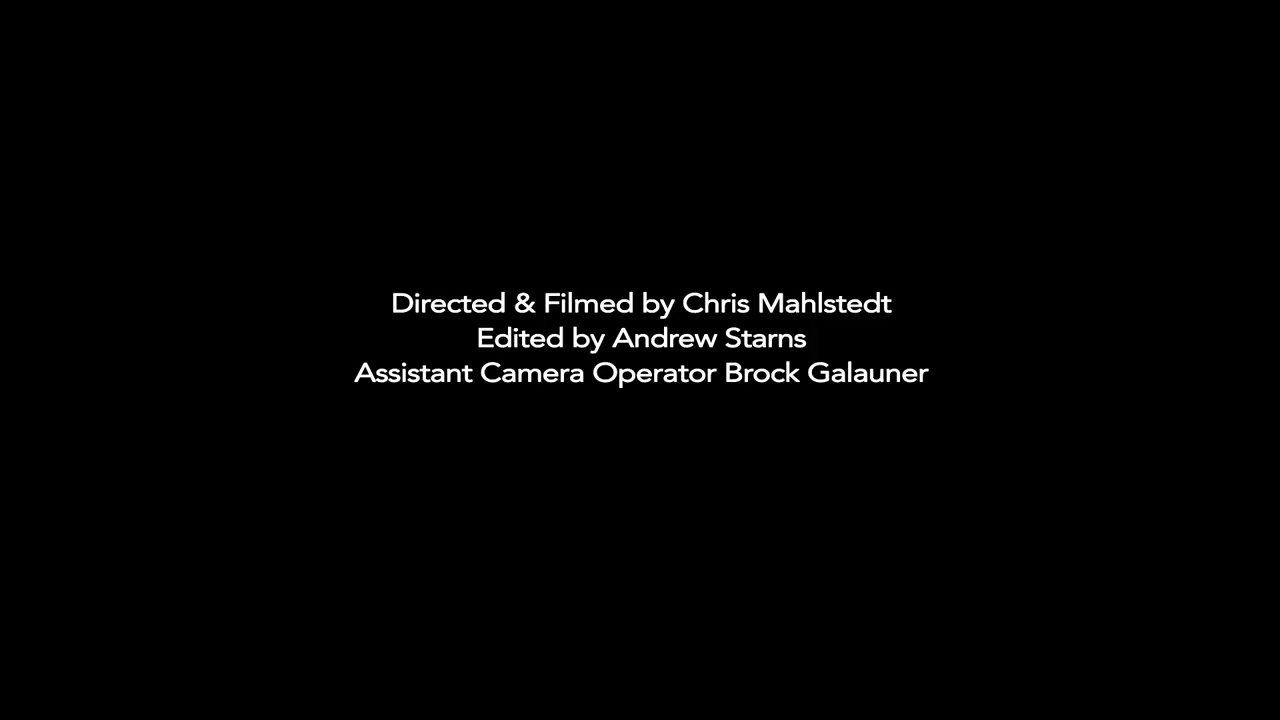 Directed & Filmed by Chris Mahlstedt
Edited by Andrew Starns
Assistant Camera Operator Brock Galauner